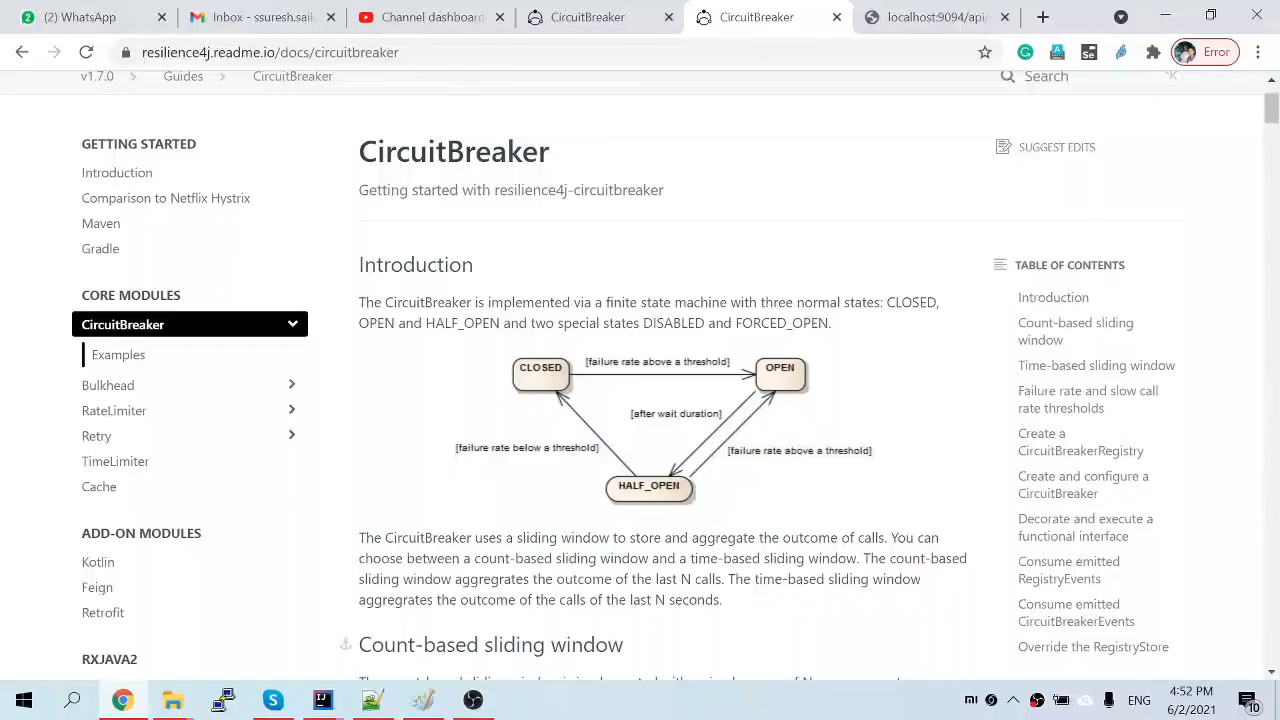 (2) WhatsApp
Inbox - ssuresh.sak
Channel dashboard
CircuitBreaker
CircuitBreaker
localhost:9094/api/
resilience4j.readme.io/docs/circuitbreaker
Error
v1.7.0
Guides
CircuitBreaker
Search
GETTING STARTED
Introduction
Comparison to Netflix Hystrix
Maven
Gradle
CORE MODULES
CircuitBreaker
Examples
Bulkhead
RateLimiter
Retry
TimeLimiter
Cache
ADD-ON MODULES
Kotlin
Feign
Retrofit
RXJAVA2
CircuitBreaker
SUGGEST EDITS
Getting started with resilience4j-circuitbreaker
Introduction
The CircuitBreaker is implemented via a finite state machine with three normal states: CLOSED,
OPEN and HALF_OPEN and two special states DISABLED and FORCED_OPEN.
CLOSED
[failure rate above a threshold]
OPEN
[after wait duration]
[failure rate below a threshold]
[failure rate above a threshold]
HALF_OPEN
The CircuitBreaker uses a sliding window to store and aggregate the outcome of calls. You can
choose between a count-based sliding window and a time-based sliding window. The count-based
sliding window aggregrates the outcome of the last N calls. The time-based sliding window
aggregrates the outcome of the calls of the last N seconds.
Count-based sliding window
TABLE OF CONTENTS
Introduction
Count-based sliding
window
Time-based sliding window
Failure rate and slow call
rate thresholds
Create a
CircuitBreakerRegistry
Create and configure a
CircuitBreaker
Decorate and execute a
functional interface
Consume emitted
RegistryEvents
Consume emitted
CircuitBreakerEvents
Override the RegistryStore
4:52 PM
6/2/2021
10